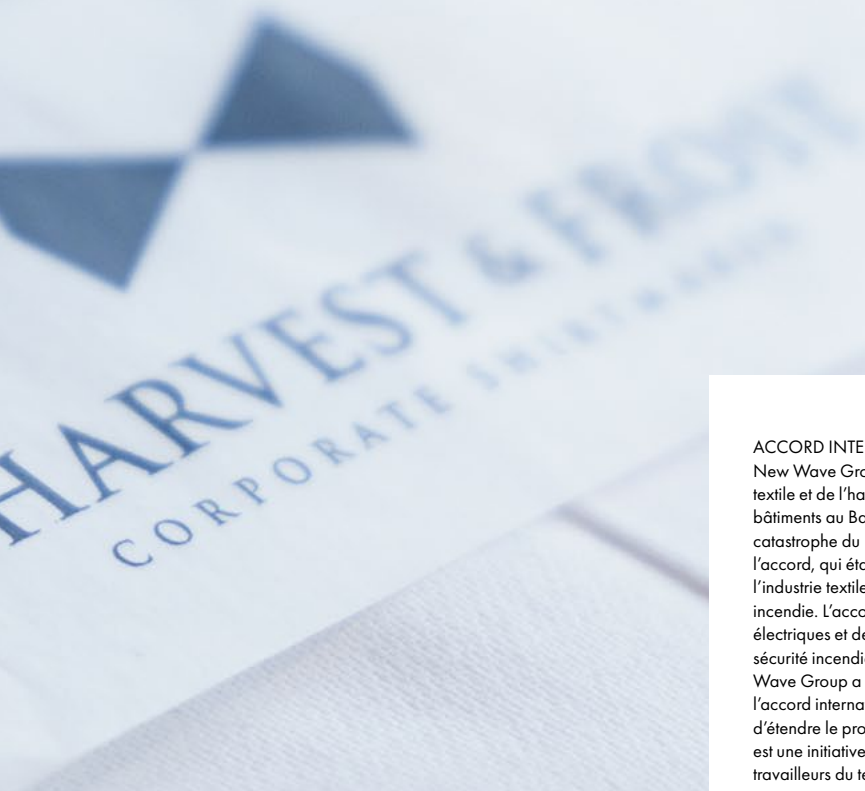 HARVEST & FROST
CORPORATE
ACCORD INTE
New Wave Gro
textile et de l’ha
bâtiments au Ba
catastrophe du
l’accord, qui éta
l’industrie textile
incendie. L’acco
électriques et de
sécurité incendie
Wave Group a
l’accord interna
d’étendre le pro
est une initiative
travailleurs du te